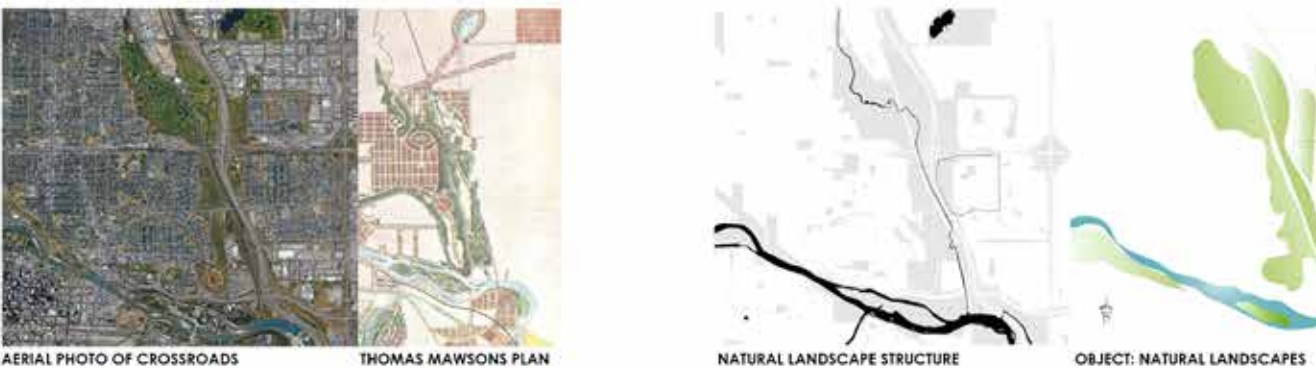 AERIAL PHOTO OF CROSSROADS
THOMAS MAWSONS PLAN
NATURAL LANDSCAPE STRUCTURE
OBJECT: NATURAL LANDSCAPES